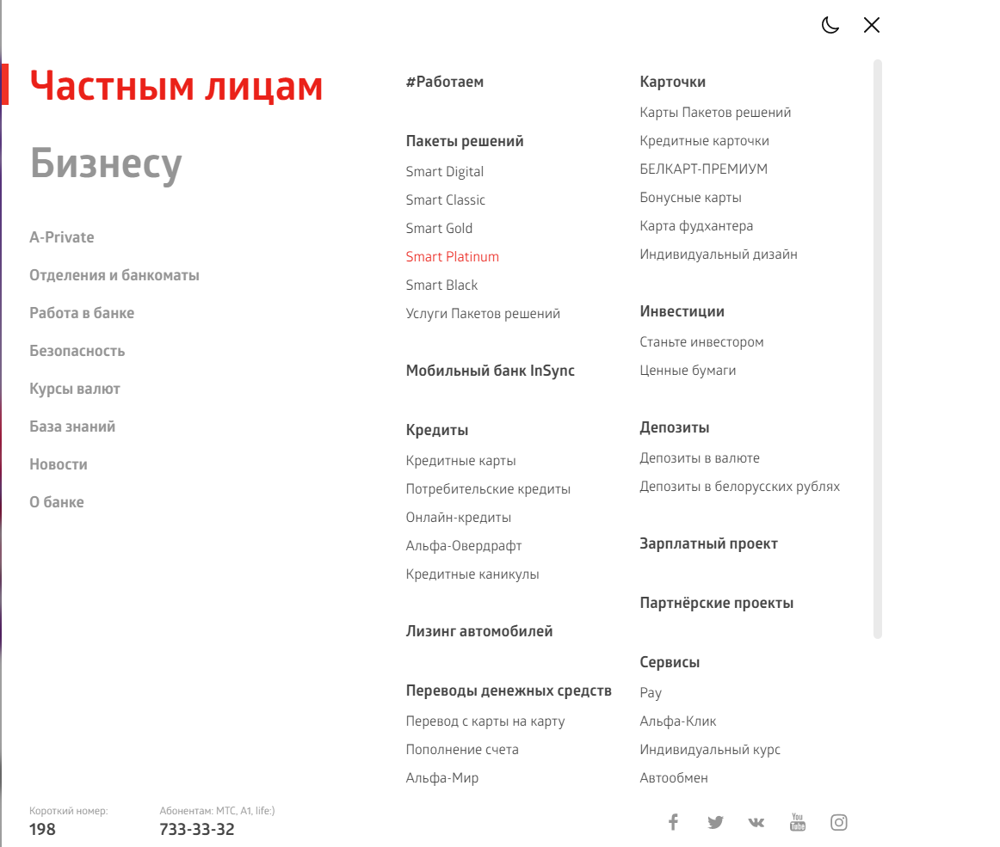 Частным лицам
Бизнесу
A-Private
Отделения и банкоматы
Работа в банке
Безопасность
Курсы валют
База знаний
Новости
О банке
#Работаем
Пакеты решений
Smart Digital
Smart Classic
Smart Gold
Smart Platinum
Smart Black
Услуги Пакетов решений
Мобильный банк InSync
Кредиты
Кредитные карты
Потребительские кредиты
Онлайн-кредиты
Альфа-Овердрафт
Кредитные каникулы
Лизинг автомобилей
Переводы денежных средств
Перевод с карты на карту
Пополнение счета
Альфа-Мир
Карточки
Карты Пакетов решений
Кредитные карточки
БЕЛКАРТ-ПРЕМИУМ
Бонусные карты
Карта фудхантера
Индивидуальный дизайн
Инвестиции
Станьте инвестором
Ценные бумаги
Депозиты
Депозиты в валюте
Депозиты в белорусских рублях
Зарплатный проект
Партнёрские проекты
Сервисы
Pay
Альфа-Клик
Индивидуальный курс
Автообмен
Короткий номер:
198
Абонентам: МТС, А1, life:)
733-33-32
You
Tube